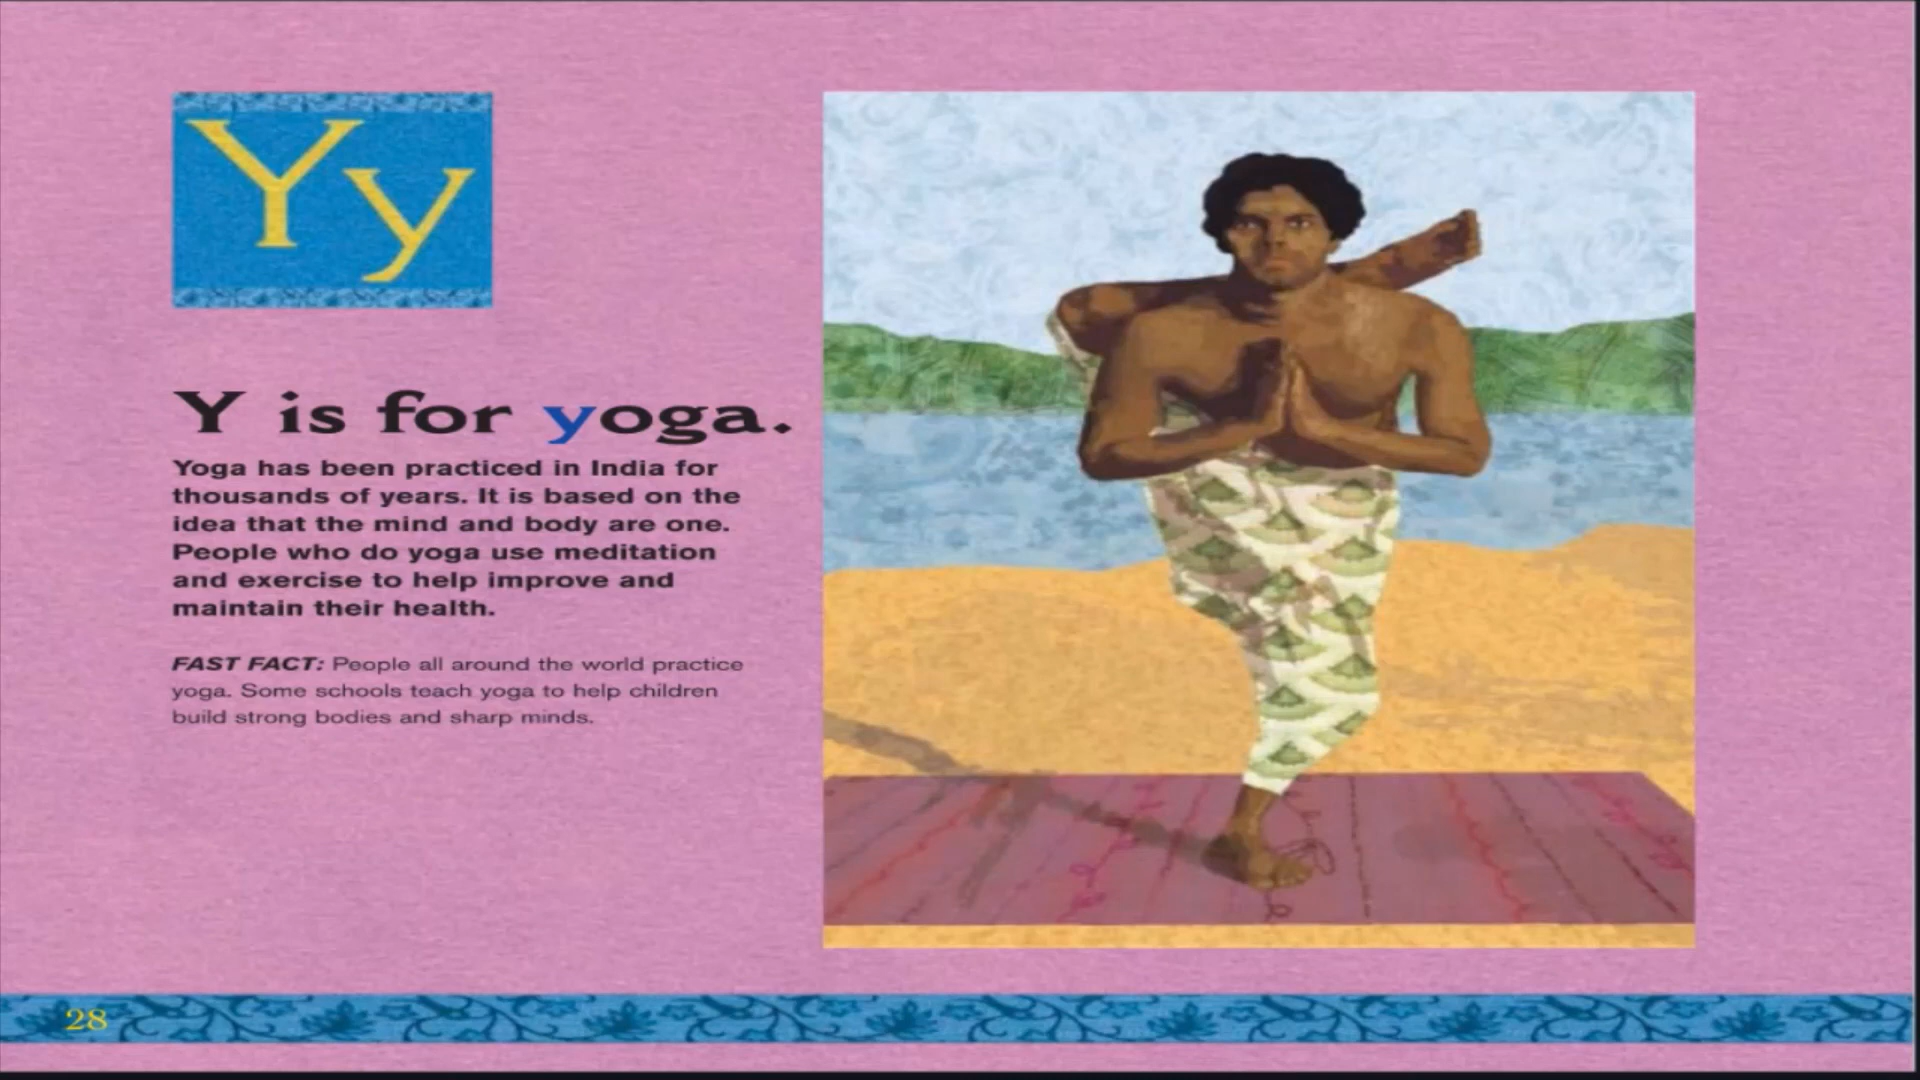 Yy
Y is for yoga.
Yoga has been practiced in India for
thousands of years. It is based on the
idea that the mind and body are one.
People who do yoga use meditation
and exercise to help improve and
maintain their health.
FAST FACT: People all around the world practice
yoga. Some schools teach yoga to help children
build strong bodies and sharp minds.
28